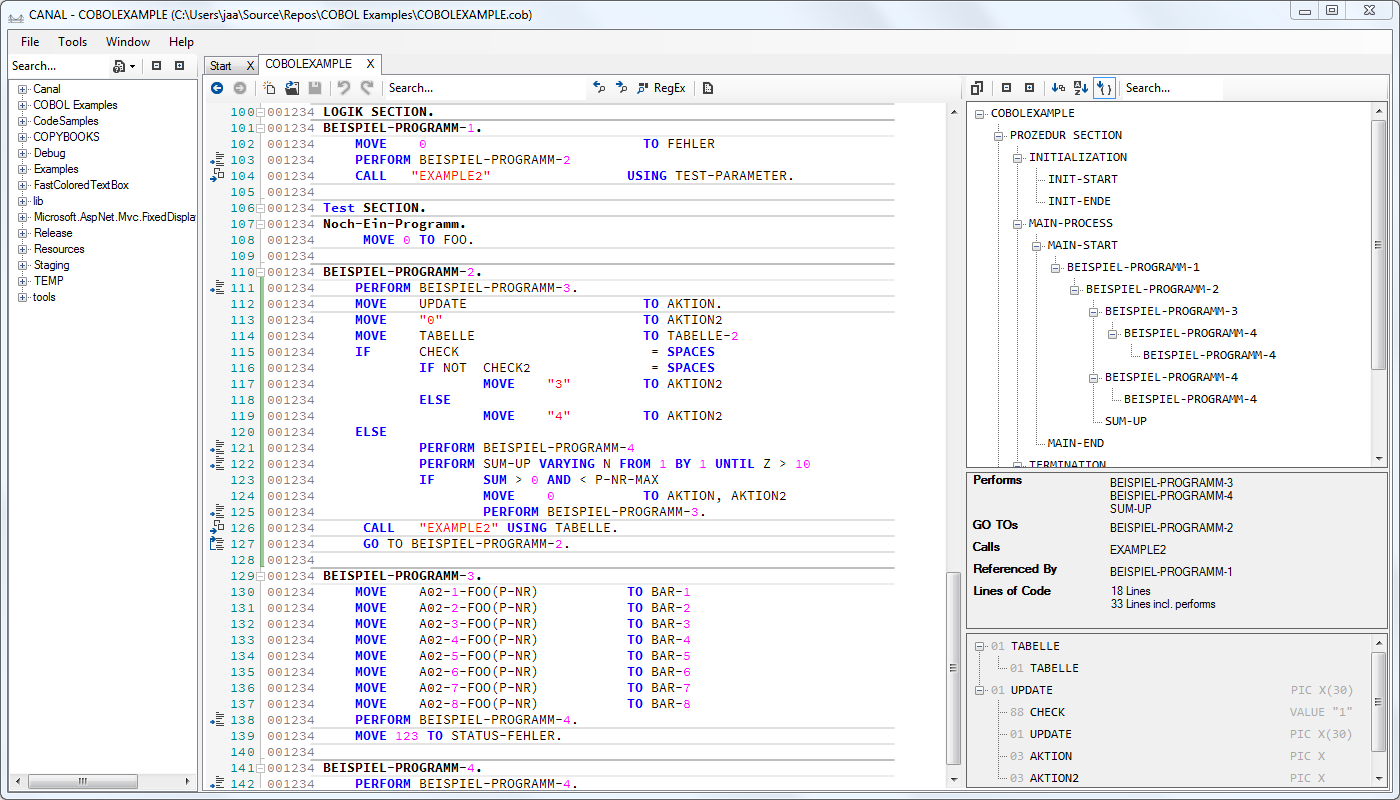 CANAL - COBOLEXAMPLE (C:\Users\jaa\Source\Repos\COBOL Examples\COBOLEXAMPLE.cob)
File Tools Window Help
Search...
Canal
COBOL Examples
CodeSamples
COPYBOOKS
Debug
Examples
FastColoredTextBox
lib
Microsoft.AspNet.Mvc.FixedDispla
Release
Resources
Staging
TEMP
tools
Start X COBOLEXAMPLE X
Search... RegEx
100 001234 LOGIK SECTION.
101 001234 BEISPIEL-PROGRAMM-1.
102 001234 MOVE 0 TO FEHLER
103 001234 PERFORM BEISPIEL-PROGRAMM-2
104 001234 CALL "EXAMPLE2" USING TEST-PARAMETER.
105 001234
106 001234 Test SECTION.
107 001234 Noch-Ein-Programm.
108 001234 MOVE 0 TO FOO.
109 001234
110 001234 BEISPIEL-PROGRAMM-2.
111 001234 PERFORM BEISPIEL-PROGRAMM-3.
112 001234 MOVE UPDATE TO AKTION.
113 001234 MOVE "0" TO AKTION2
114 001234 MOVE TABELLE TO TABELLE-2
115 001234 IF CHECK = SPACES
116 001234 IF NOT CHECK2 = SPACES
117 001234 MOVE "3" TO AKTION2
118 001234 ELSE
119 001234 MOVE "4" TO AKTION2
120 001234 ELSE
121 001234 PERFORM BEISPIEL-PROGRAMM-4
122 001234 PERFORM SUM-UP VARYING N FROM 1 BY 1 UNTIL Z > 10
123 001234 IF SUM > 0 AND < P-NR-MAX
124 001234 MOVE 0 TO AKTION, AKTION2
125 001234 PERFORM BEISPIEL-PROGRAMM-3.
126 001234 CALL "EXAMPLE2" USING TABELLE.
127 001234 GO TO BEISPIEL-PROGRAMM-2.
128 001234
129 001234 BEISPIEL-PROGRAMM-3.
130 001234 MOVE A02-1-FOO(P-NR) TO BAR-1
131 001234 MOVE A02-2-FOO(P-NR) TO BAR-2
132 001234 MOVE A02-3-FOO(P-NR) TO BAR-3
133 001234 MOVE A02-4-FOO(P-NR) TO BAR-4
134 001234 MOVE A02-5-FOO(P-NR) TO BAR-5
135 001234 MOVE A02-6-FOO(P-NR) TO BAR-6
136 001234 MOVE A02-7-FOO(P-NR) TO BAR-7
137 001234 MOVE A02-8-FOO(P-NR) TO BAR-8
138 001234 PERFORM BEISPIEL-PROGRAMM-4.
139 001234 MOVE 123 TO STATUS-FEHLER.
140 001234
141 001234 BEISPIEL-PROGRAMM-4.
142 001234 PERFORM BEISPIEL-PROGRAMM-4.
Search...
COBOLEXAMPLE
PROZEDUR SECTION
INITIALIZATION
INIT-START
INIT-ENDE
MAIN-PROCESS
MAIN-START
BEISPIEL-PROGRAMM-1
BEISPIEL-PROGRAMM-2
BEISPIEL-PROGRAMM-3
BEISPIEL-PROGRAMM-4
BEISPIEL-PROGRAMM-4
BEISPIEL-PROGRAMM-4
BEISPIEL-PROGRAMM-4
SUM-UP
MAIN-END
TERMINATION
Performs BEISPIEL-PROGRAMM-3
BEISPIEL-PROGRAMM-4
SUM-UP
GO TOs BEISPIEL-PROGRAMM-2
Calls EXAMPLE2
Referenced By BEISPIEL-PROGRAMM-1
Lines of Code 18 Lines
33 Lines incl. performs
01 TABELLE
01 TABELLE
01 UPDATE PIC X(30)
88 CHECK VALUE "1"
01 UPDATE PIC X(30)
03 AKTION PIC X
03 AKTION2 PIC X